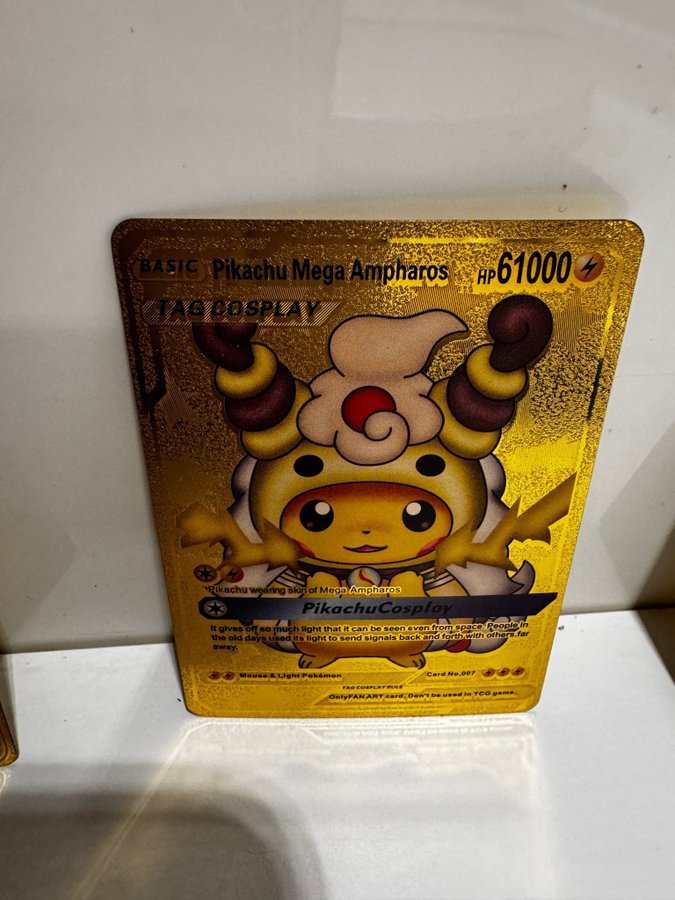 BASIC Pikachu Mega Ampharos HP 61000
TAG COSPLAY
Pikachu wearing skin of Mega Ampharos
PikachuCosplay
It gives off so much light that it can be seen even from space. People in
the old days used its light to send signals back and forth with others far
away.
Mouse & Light Pokémon Card No.007
TAG COSPLAY RULE
OnlyFAN ART card, Don't be used in TCG game.